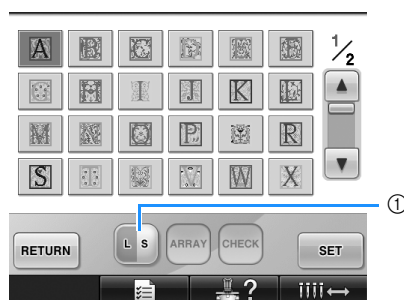 A B
H I J K L
M N O P R
S V W X
1/2
①
RETURN L S ARRAY CHECK SET
?